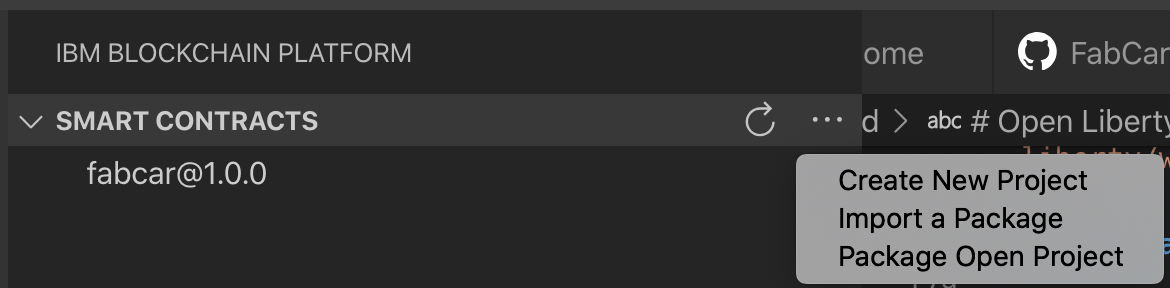 IBM BLOCKCHAIN PLATFORM
ome
FabCar
SMART CONTRACTS
d > abc # Open Liberty
fabcar@1.0.0
liberty/w
Create New Project
Import a Package
Package Open Project